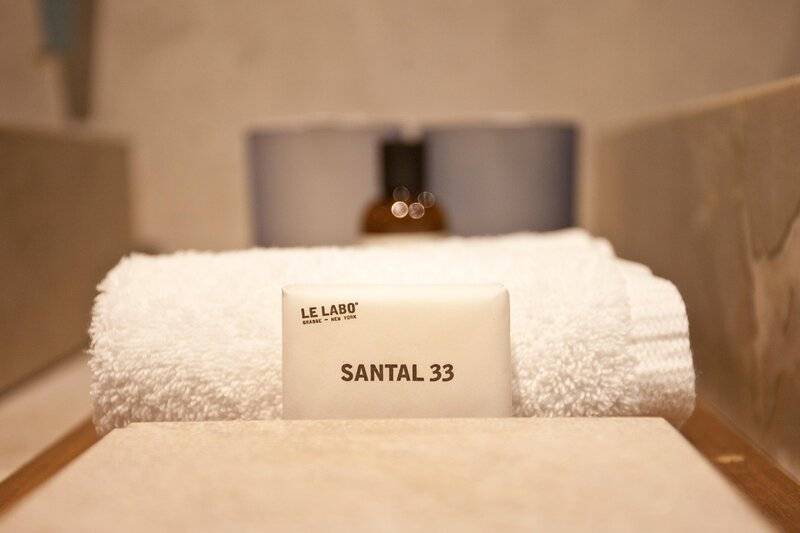 LE LABO®
GRASSE — NEW YORK
SANTAL 33